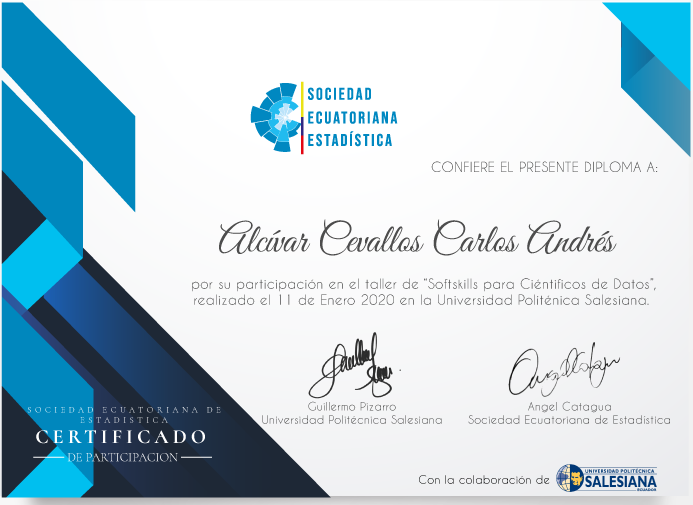 SOCIEDAD
ECUATORIANA
ESTADÍSTICA
CONFIERE EL PRESENTE DIPLOMA A:
Alcívar Cevallos Carlos Andrés
por su participación en el taller de "Softskills para Ciéntificos de Datos",
realizado el 11 de Enero 2020 en la Universidad Politénica Salesiana.
Guillermo Pizarro
Universidad Politécnica Salesiana
Angel Catagua
Sociedad Ecuatoriana de Estadística
SOCIEDAD ECUATORIANA DE
ESTADISTICA
CERTIFICADO
DE PARTICIPACION
Con la colaboración de
UNIVERSIDAD POLITÉCNICA
SALESIANA
ECUADOR